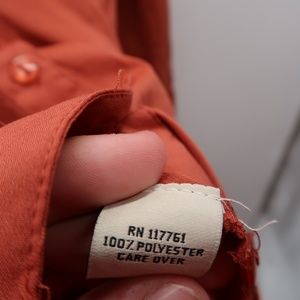 RN 117761
100% POLYESTER
CARE OVER